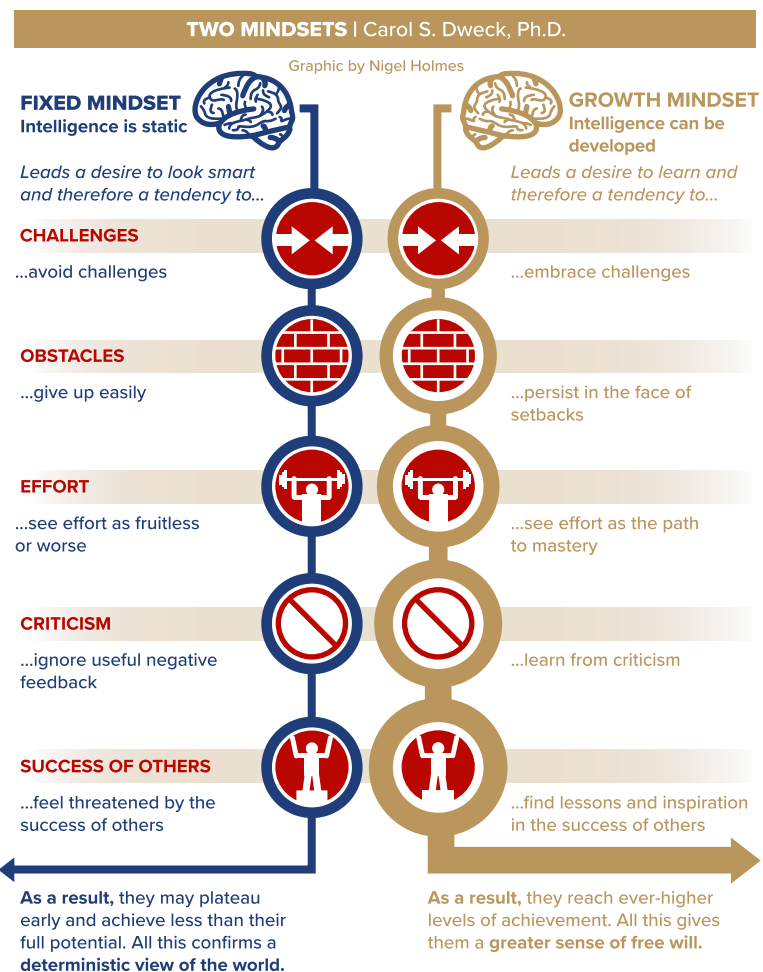 TWO MINDSETS | Carol S. Dweck, Ph.D.
Graphic by Nigel Holmes
FIXED MINDSET
Intelligence is static
Leads a desire to look smart
and therefore a tendency to...
GROWTH MINDSET
Intelligence can be
developed
Leads a desire to learn and
therefore a tendency to...
CHALLENGES
...avoid challenges
...embrace challenges
OBSTACLES
...give up easily
...persist in the face of
setbacks
EFFORT
...see effort as fruitless
or worse
...see effort as the path
to mastery
CRITICISM
...ignore useful negative
feedback
...learn from criticism
SUCCESS OF OTHERS
...feel threatened by the
success of others
...find lessons and inspiration
in the success of others
As a result, they may plateau
early and achieve less than their
full potential. All this confirms a
deterministic view of the world.
As a result, they reach ever-higher
levels of achievement. All this gives
them a greater sense of free will.